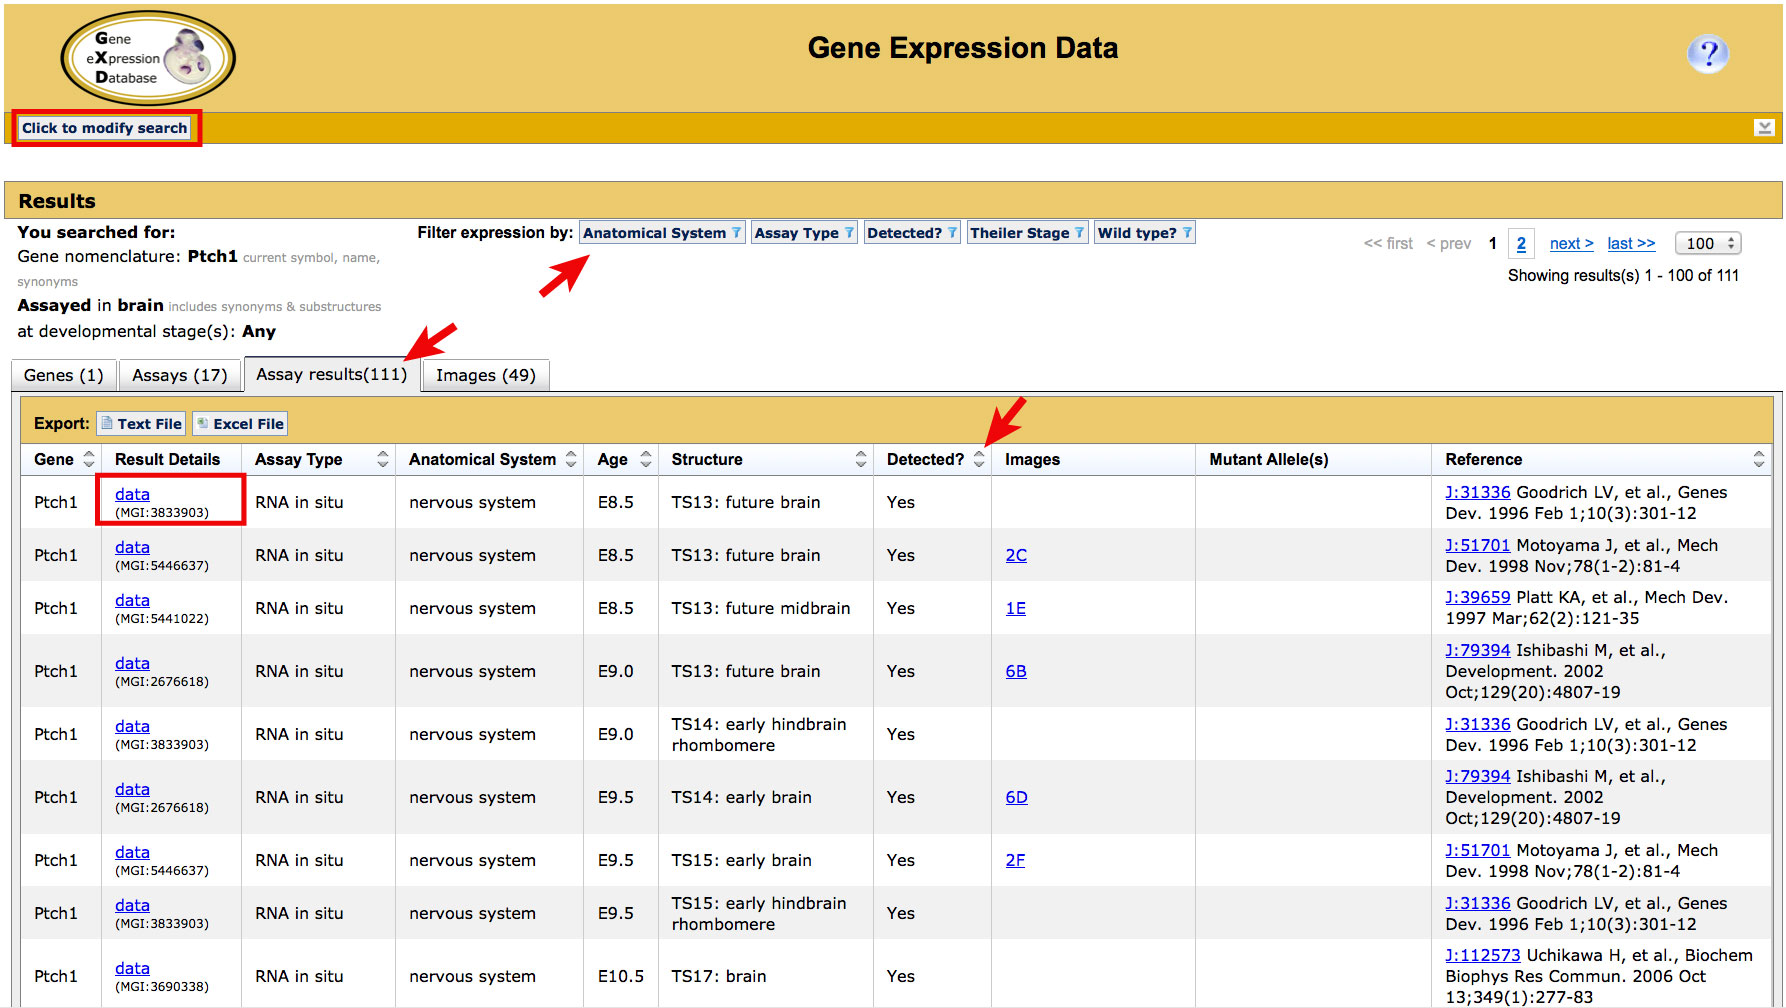 Gene
eXpression
Database
Gene Expression Data
?
Click to modify search
Results
You searched for:
Gene nomenclature: Ptch1 current symbol, name,
synonyms
Assayed in brain includes synonyms & substructures
at developmental stage(s): Any
Filter expression by: Anatomical System Assay Type Detected? Theiler Stage Wild type?
<< first < prev 1 2 next > last >> 100
Showing results(s) 1 - 100 of 111
Genes (1) Assays (17) Assay results(111) Images (49)
Export: Text File Excel File
Gene Result Details Assay Type Anatomical System Age Structure Detected? Images Mutant Allele(s) Reference
Ptch1 data RNA in situ nervous system E8.5 TS13: future brain Yes J:31336 Goodrich LV, et al., Genes
(MGI:3833903) Dev. 1996 Feb 1;10(3):301-12
Ptch1 data RNA in situ nervous system E8.5 TS13: future brain Yes 2C J:51701 Motoyama J, et al., Mech
(MGI:5446637) Dev. 1998 Nov;78(1-2):81-4
Ptch1 data RNA in situ nervous system E8.5 TS13: future midbrain Yes 1E J:39659 Platt KA, et al., Mech Dev.
(MGI:5441022) 1997 Mar;62(2):121-35
Ptch1 data RNA in situ nervous system E9.0 TS13: future brain Yes 6B J:79394 Ishibashi M, et al.,
(MGI:2676618) Development. 2002
Oct;129(20):4807-19
Ptch1 data RNA in situ nervous system E9.0 TS14: early hindbrain Yes J:31336 Goodrich LV, et al., Genes
(MGI:3833903) rhombomere Dev. 1996 Feb 1;10(3):301-12
Ptch1 data RNA in situ nervous system E9.5 TS14: early brain Yes 6D J:79394 Ishibashi M, et al.,
(MGI:2676618) Development. 2002
Oct;129(20):4807-19
Ptch1 data RNA in situ nervous system E9.5 TS15: early brain Yes 2F J:51701 Motoyama J, et al., Mech
(MGI:5446637) Dev. 1998 Nov;78(1-2):81-4
Ptch1 data RNA in situ nervous system E9.5 TS15: early hindbrain Yes J:31336 Goodrich LV, et al., Genes
(MGI:3833903) rhombomere Dev. 1996 Feb 1;10(3):301-12
Ptch1 data RNA in situ nervous system E10.5 TS17: brain Yes J:112573 Uchikawa H, et al., Biochem
(MGI:3690338) Biophys Res Commun. 2006 Oct
13;349(1):277-83